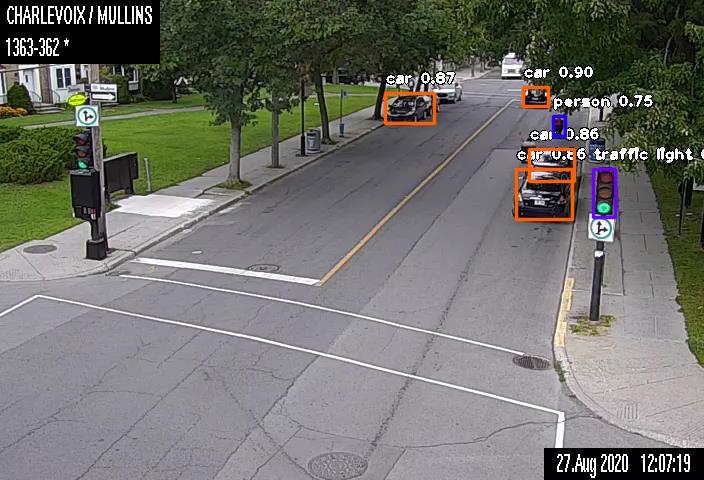 CHARLEVOIX / MULLINS
1363-362 *
car 0.87
car 0.90
person 0.75
car 0.86
car 0.86 traffic light
27.Aug 2020 12:07:19